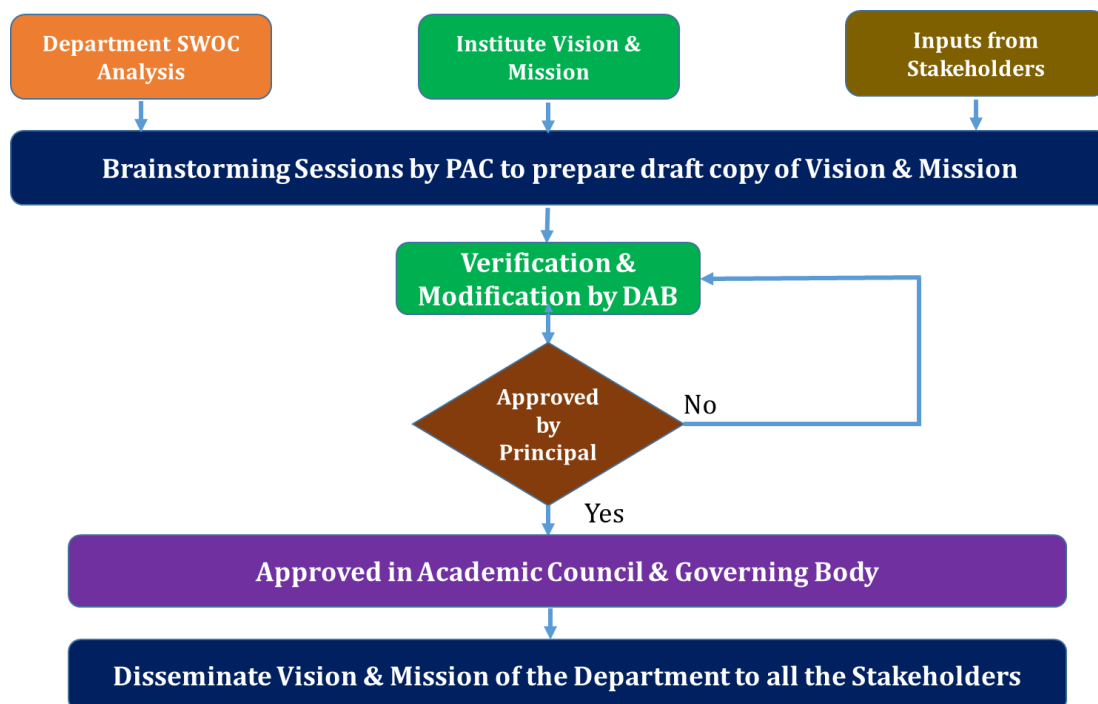 Department SWOC
Analysis
Institute Vision &
Mission
Inputs from
Stakeholders
Brainstorming Sessions by PAC to prepare draft copy of Vision & Mission
Verification &
Modification by DAB
Approved
by
Principal
No
Yes
Approved in Academic Council & Governing Body
Disseminate Vision & Mission of the Department to all the Stakeholders